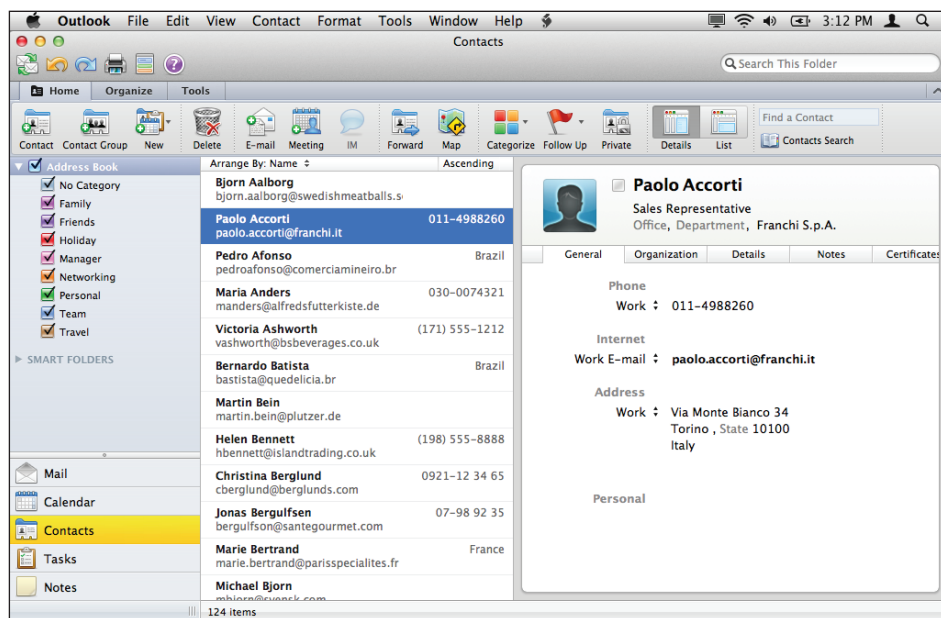 Outlook File Edit View Contact Format Tools Window Help 3:12 PM
Contacts
Search This Folder
Home Organize Tools
Contact Contact Group New Delete E-mail Meeting IM Forward Map Categorize Follow Up Private Details List
Find a Contact
Contacts Search
Address Book
No Category
Family
Friends
Holiday
Manager
Networking
Personal
Team
Travel
SMART FOLDERS
Mail
Calendar
Contacts
Tasks
Notes
Arrange By: Name Ascending
Bjorn Aalborg
bjorn.aalborg@swedishmeatballs.s
Paolo Accorti 011-4988260
paolo.accorti@franchi.it
Pedro Afonso Brazil
pedroafonso@comerciamineiro.br
Maria Anders 030-0074321
manders@alfredsfutterkiste.de
Victoria Ashworth (171) 555-1212
vashworth@bsbeverages.co.uk
Bernardo Batista Brazil
bastista@quedelicia.br
Martin Bein
martin.bein@plutzer.de
Helen Bennett (198) 555-8888
hbennett@islandtrading.co.uk
Christina Berglund 0921-12 34 65
cberglund@berglunds.com
Jonas Bergulfsen 07-98 92 35
bergulfson@santegourmet.com
Marie Bertrand France
marie.bertrand@parisspecialites.fr
Michael Bjorn
124 items
Paolo Accorti
Sales Representative
Office, Department, Franchi S.p.A.
General Organization Details Notes Certificates
Phone
Work 011-4988260
Internet
Work E-mail paolo.accorti@franchi.it
Address
Work Via Monte Bianco 34
Torino , State 10100
Italy
Personal